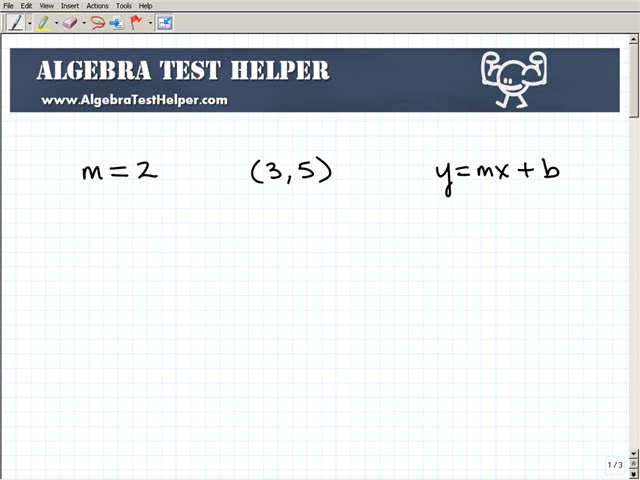 File Edit View Insert Actions Tools Help
ALGEBRA TEST HELPER
www.AlgebraTestHelper.com
m = 2 (3, 5) y = mx + b
1 / 3